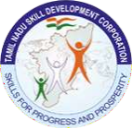 TAMIL NADU SKILL DEVELOPMENT CORPORATION
SKILLS FOR PROGRESS AND PROSPERITY